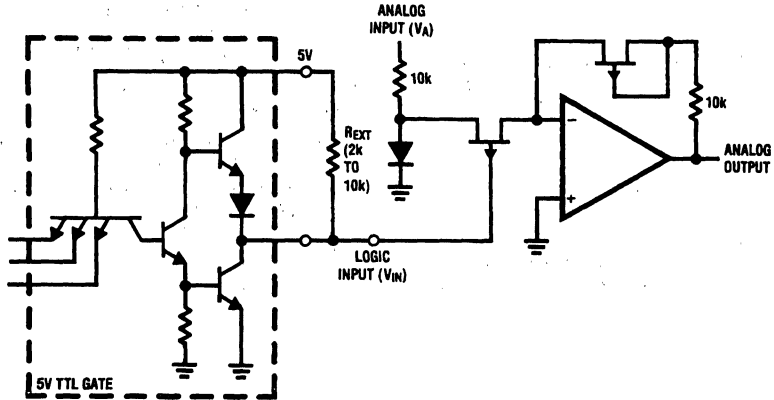 ANALOG
INPUT (VA)
5V
10k
REXT
(2k
TO
10k)
10k
−
+
ANALOG
OUTPUT
LOGIC
INPUT (VIN)
5V TTL GATE